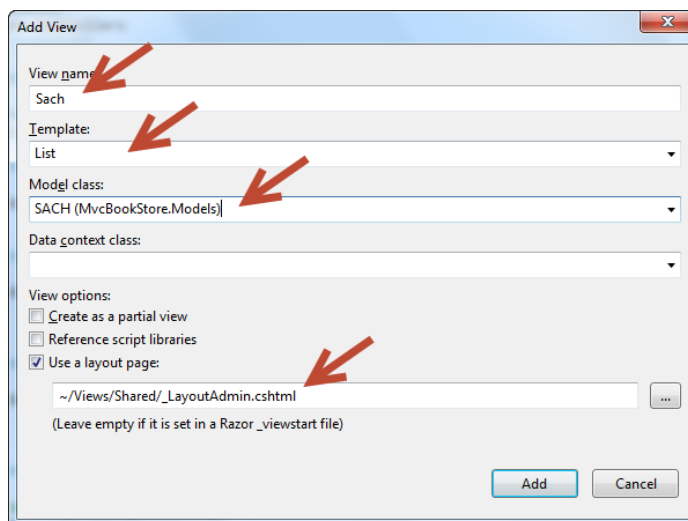 Add View
View name:
Sach
Template:
List
Model class:
SACH (MvcBookStore.Models)
Data context class:
View options:
Create as a partial view
Reference script libraries
Use a layout page:
~/Views/Shared/_LayoutAdmin.cshtml
...
(Leave empty if it is set in a Razor _viewstart file)
Add Cancel